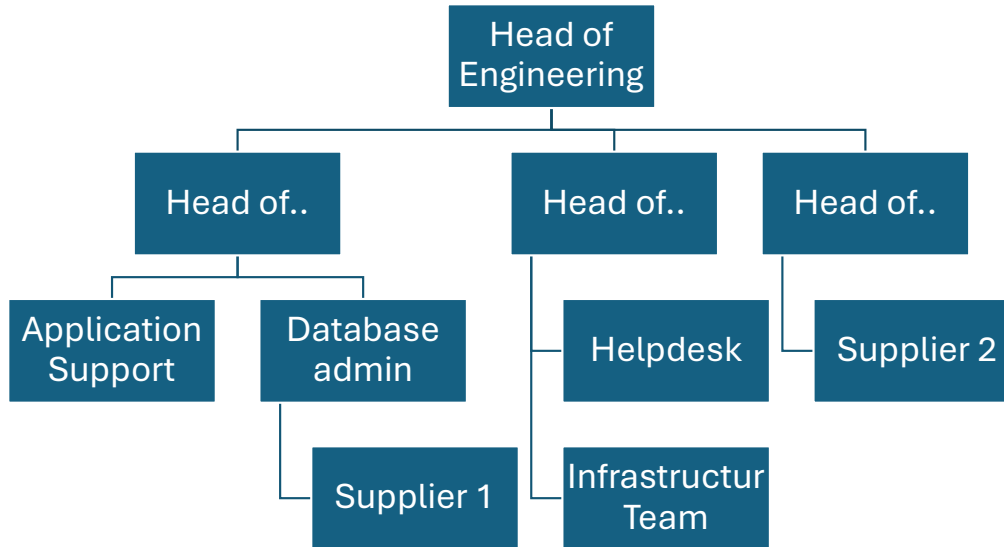 Head of
Engineering
Head of..
Head of..
Head of..
Application
Support
Database
admin
Helpdesk
Supplier 2
Supplier 1
Infrastructur
Team